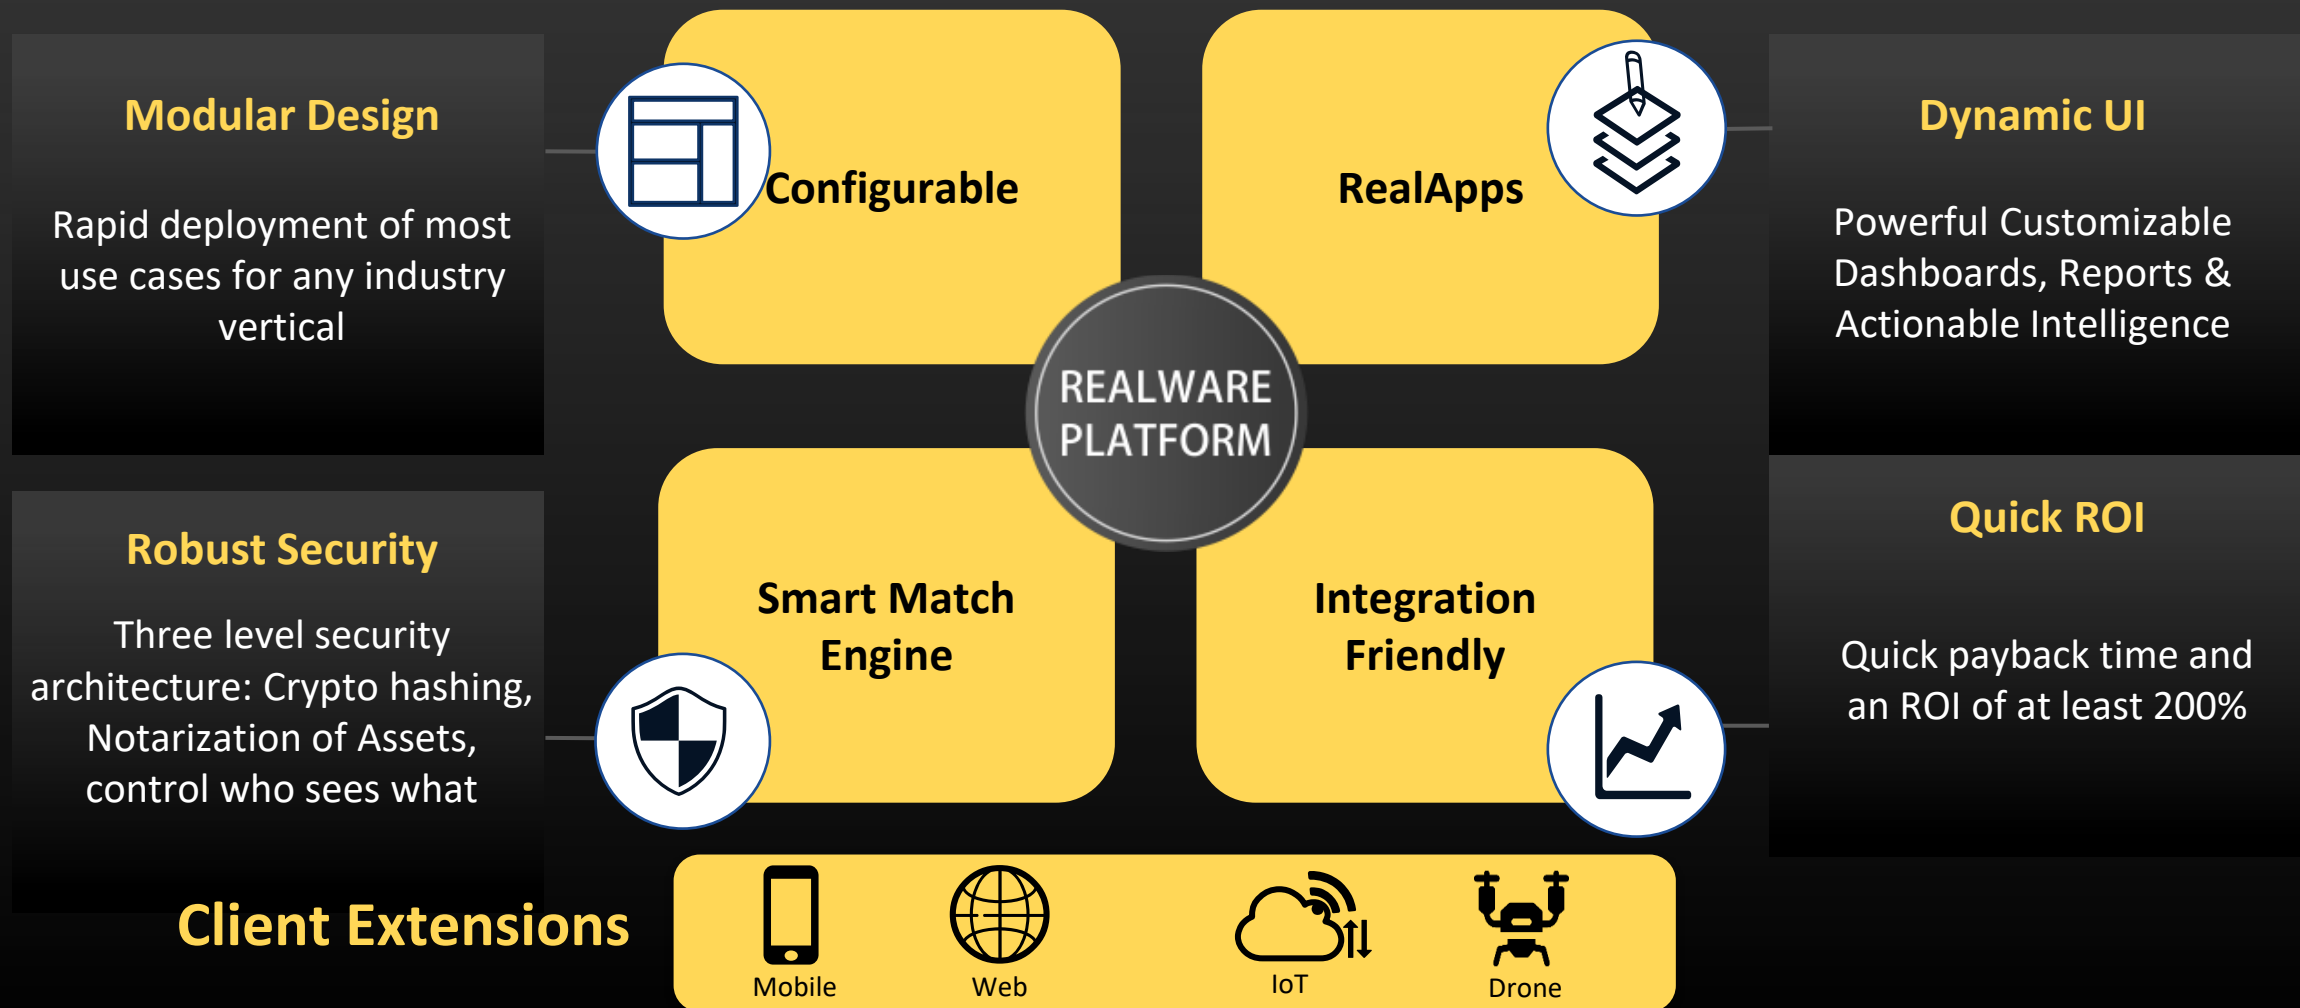 Modular Design
Rapid deployment of most
use cases for any industry
vertical
Configurable
RealApps
Dynamic UI
Powerful Customizable
Dashboards, Reports &
Actionable Intelligence
REALWARE
PLATFORM
Robust Security
Three level security
architecture: Crypto hashing,
Notarization of Assets,
control who sees what
Smart Match
Engine
Integration
Friendly
Quick ROI
Quick payback time and
an ROI of at least 200%
Client Extensions
Mobile
Web
IoT
Drone